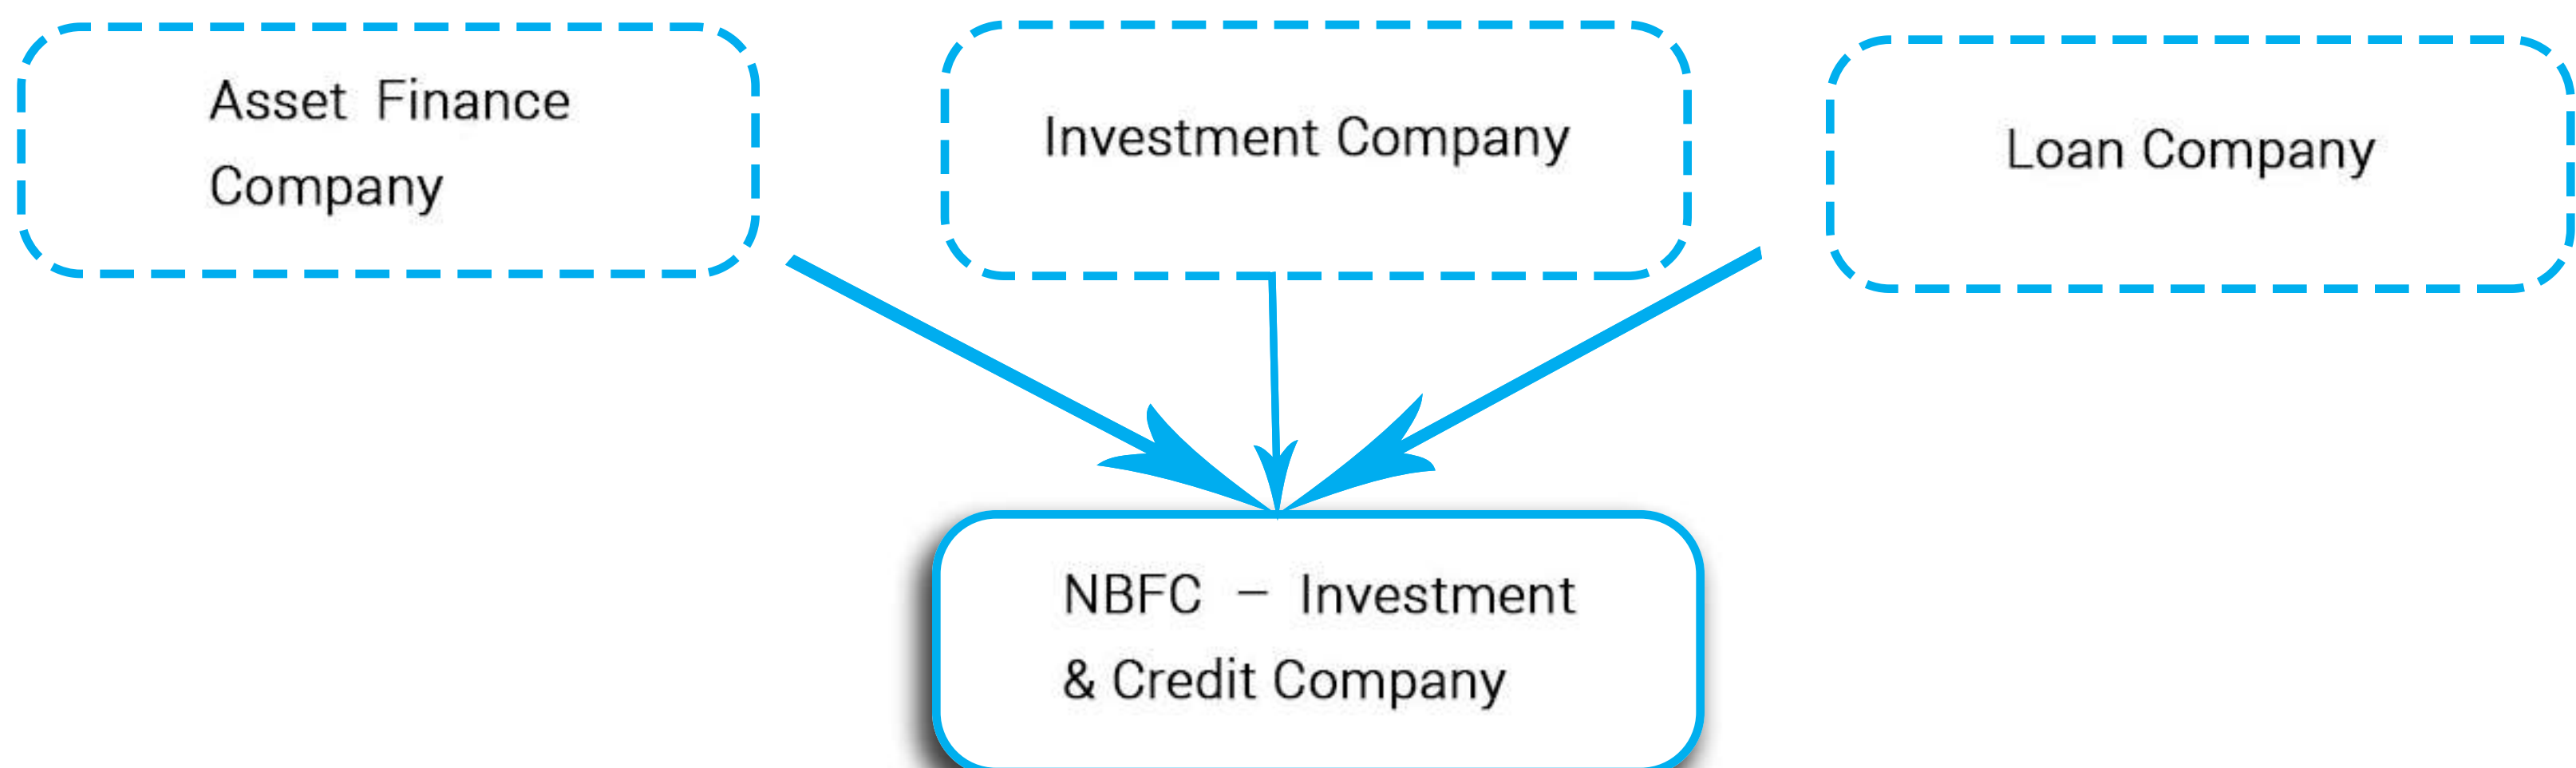 Asset Finance
Company
Investment Company
Loan Company
NBFC – Investment
& Credit Company